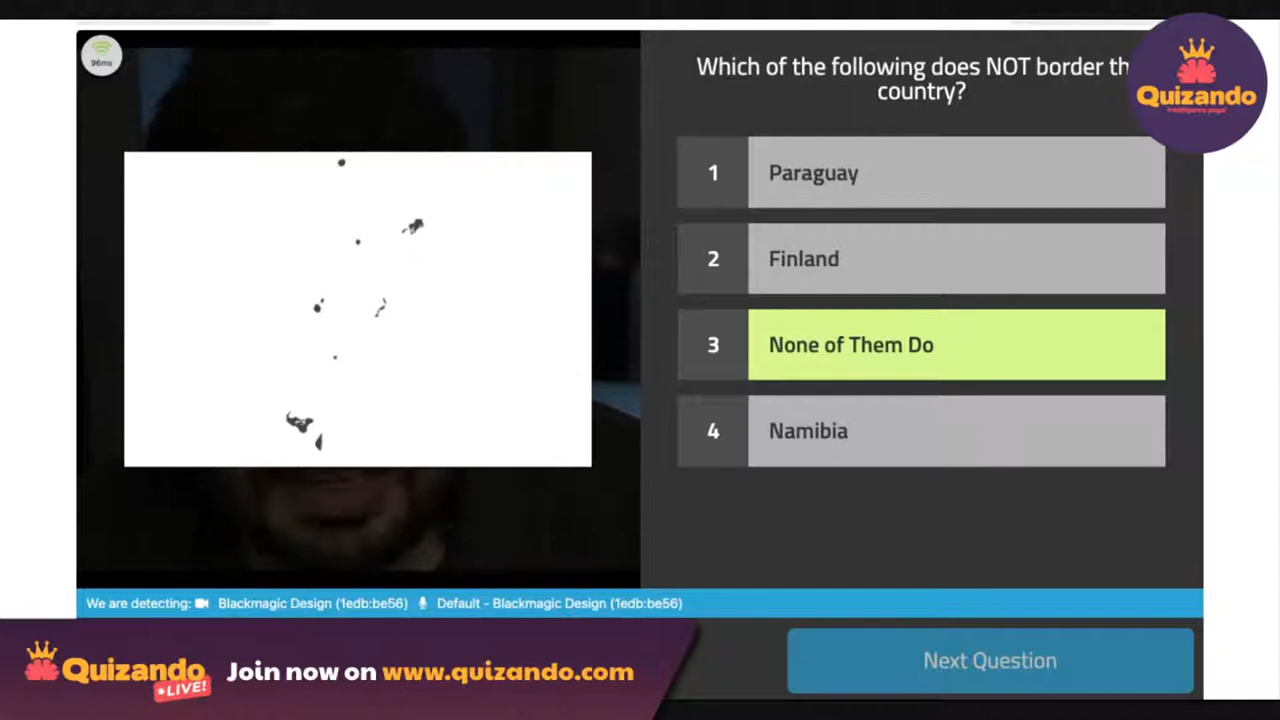 96ms
Which of the following does NOT border th
country?
Quizando
1 Paraguay
2 Finland
3 None of Them Do
4 Namibia
We are detecting: Blackmagic Design (1edb:be56) Default - Blackmagic Design (1edb:be56)
Quizando LIVE! Join now on www.quizando.com
Next Question